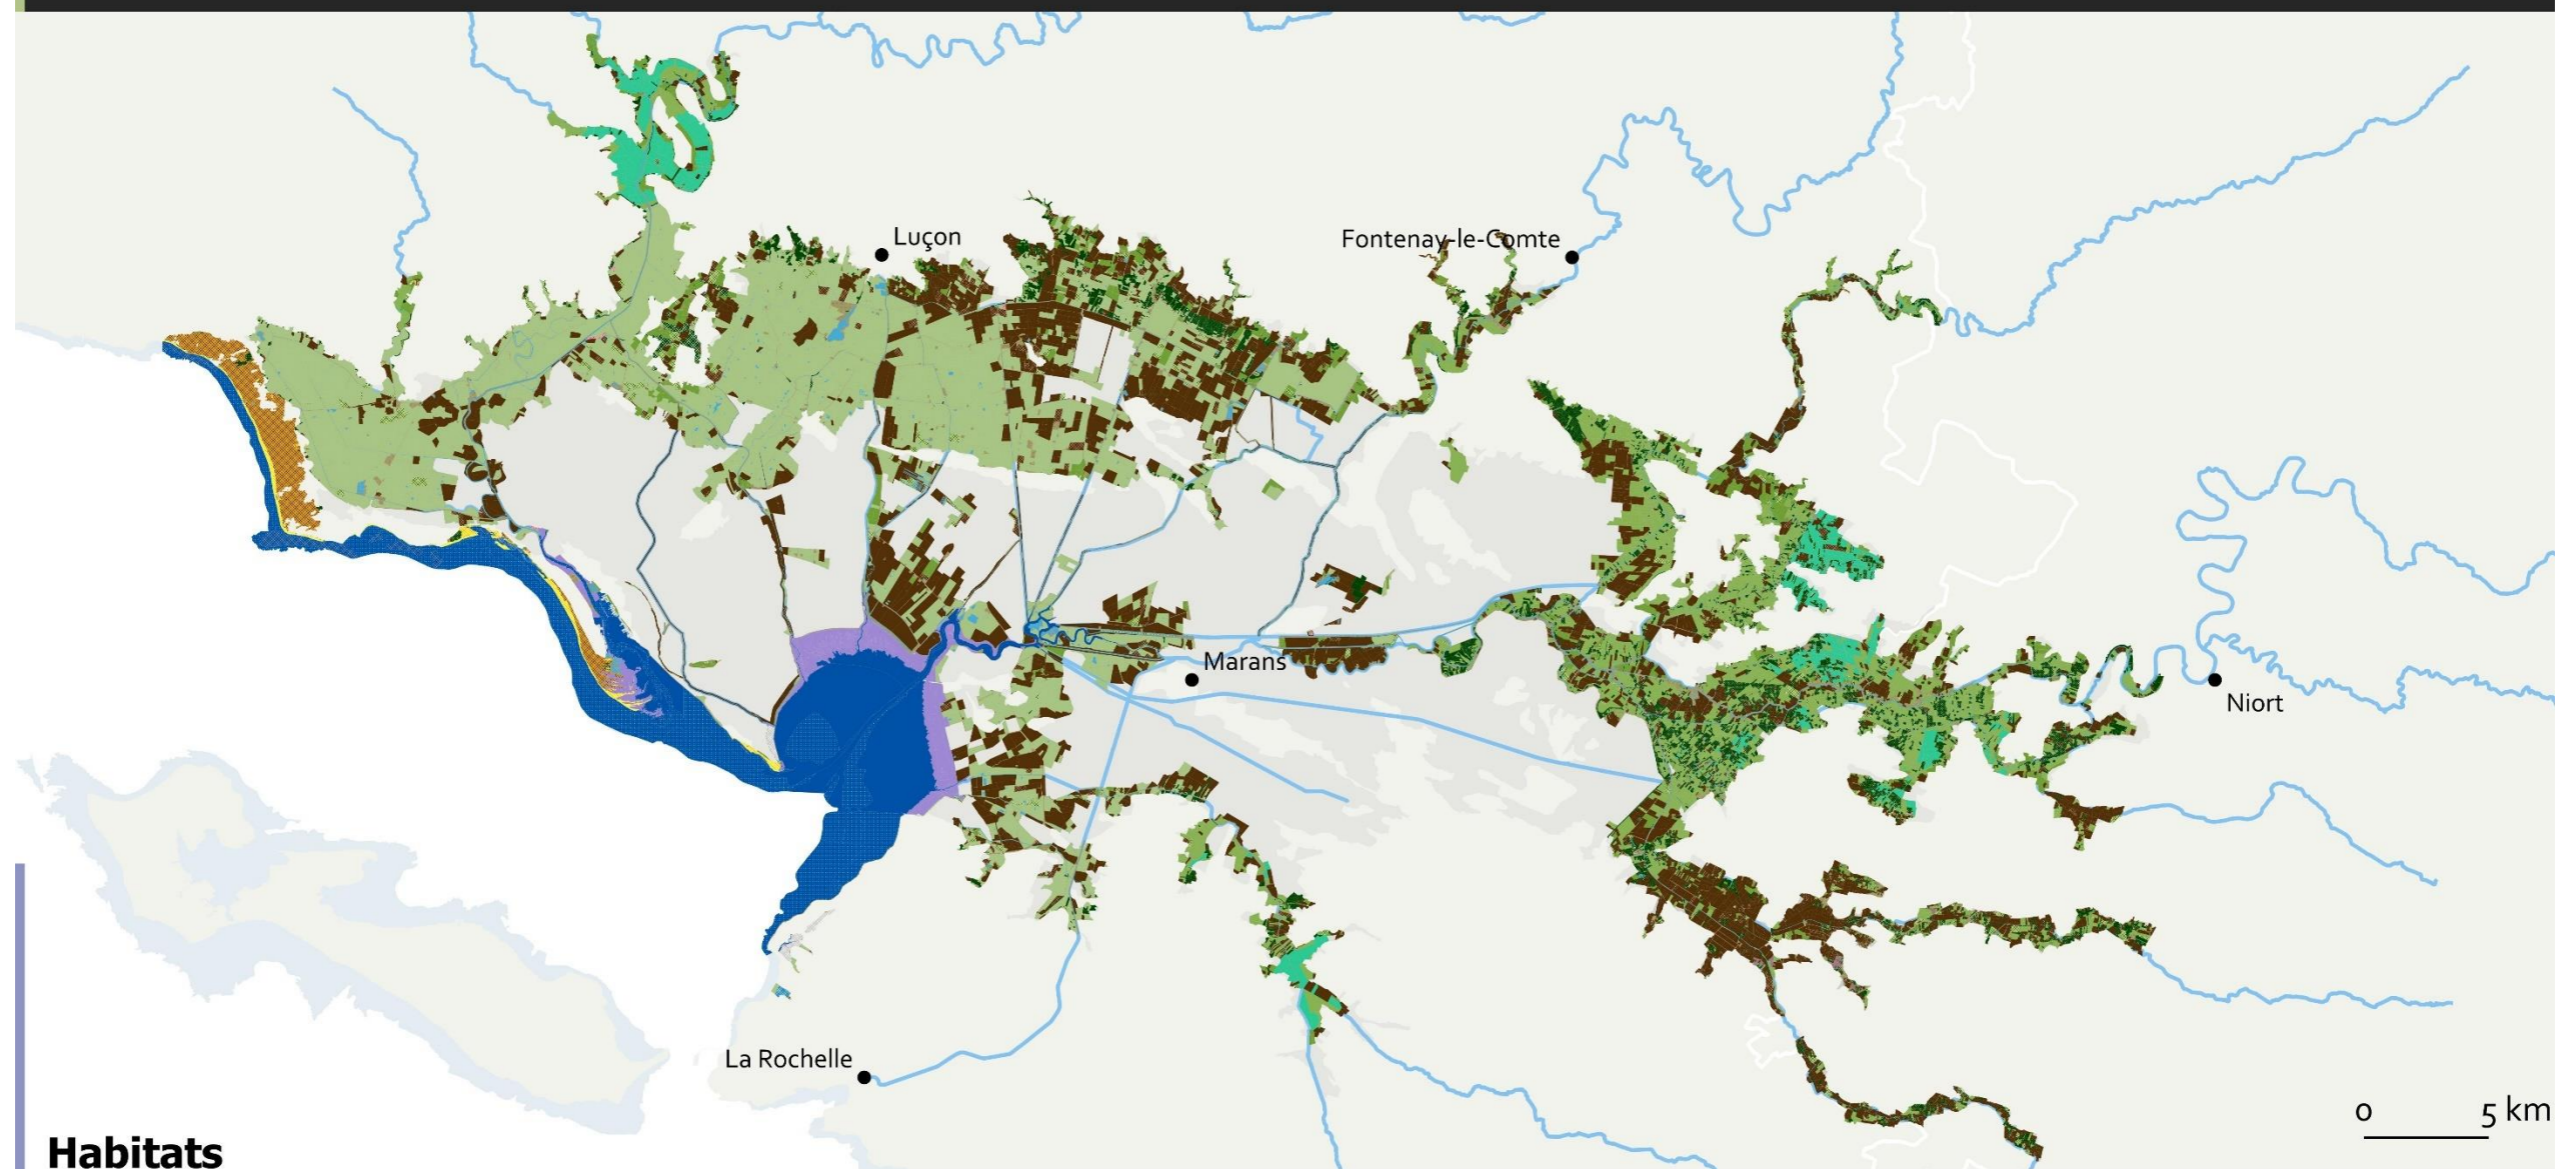 Luçon
Fontenay-le-Comte
Marans
Niort
La Rochelle
0 5 km
Habitats